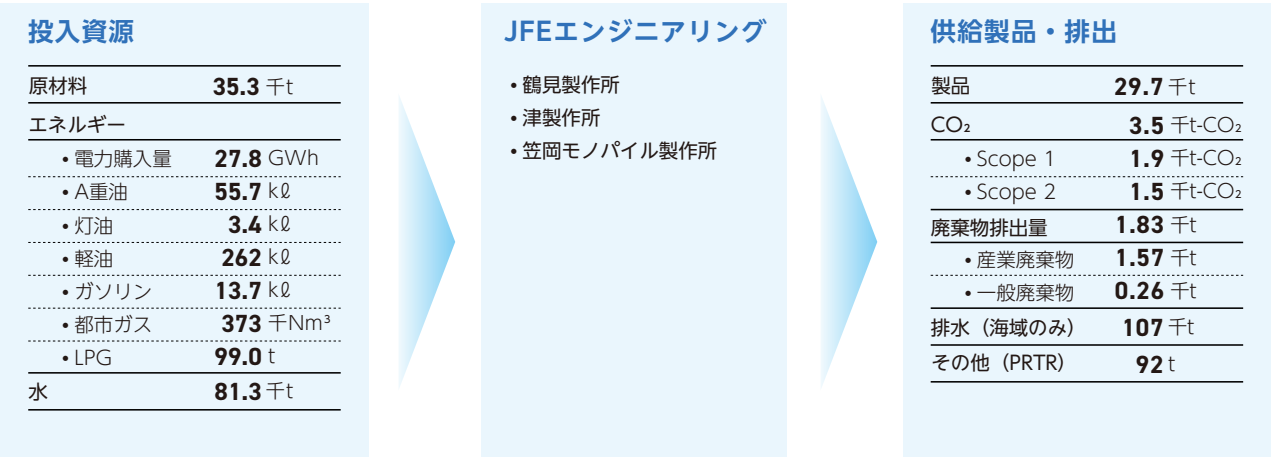 投入資源
原材料 35.3 千t
エネルギー
• 電力購入量 27.8 GWh
• A重油 55.7 kℓ
• 灯油 3.4 kℓ
• 軽油 262 kℓ
• ガソリン 13.7 kℓ
• 都市ガス 373 千Nm³
• LPG 99.0 t
水 81.3 千t
JFEエンジニアリング
• 鶴見製作所
• 津製作所
• 笠岡モノパイル製作所
供給製品・排出
製品 29.7 千t
CO₂ 3.5 千t-CO₂
• Scope 1 1.9 千t-CO₂
• Scope 2 1.5 千t-CO₂
廃棄物排出量 1.83 千t
• 産業廃棄物 1.57 千t
• 一般廃棄物 0.26 千t
排水（海域のみ） 107 千t
その他（PRTR） 92 t